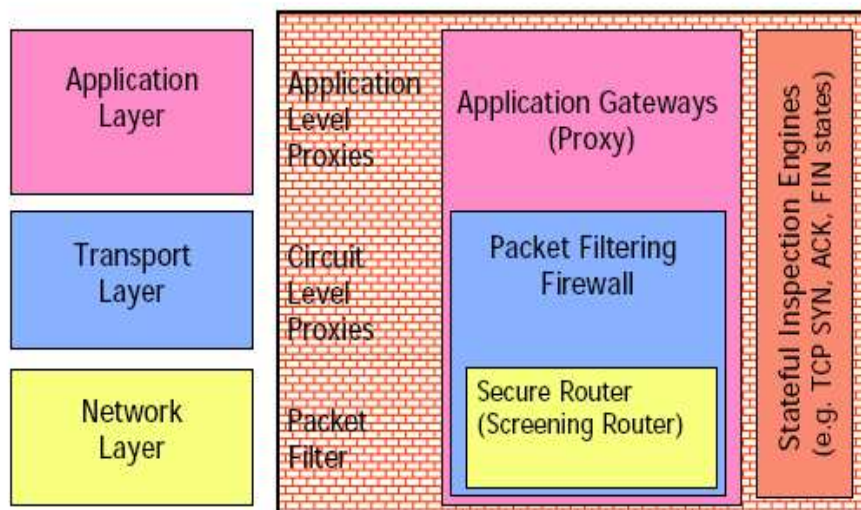 Application
Layer
Application
Level
Proxies
Application Gateways
(Proxy)
Transport
Layer
Circuit
Level
Proxies
Packet Filtering
Firewall
Network
Layer
Packet
Filter
Secure Router
(Screening Router)
Stateful Inspection Engines
(e.g. TCP SYN, ACK, FIN states)